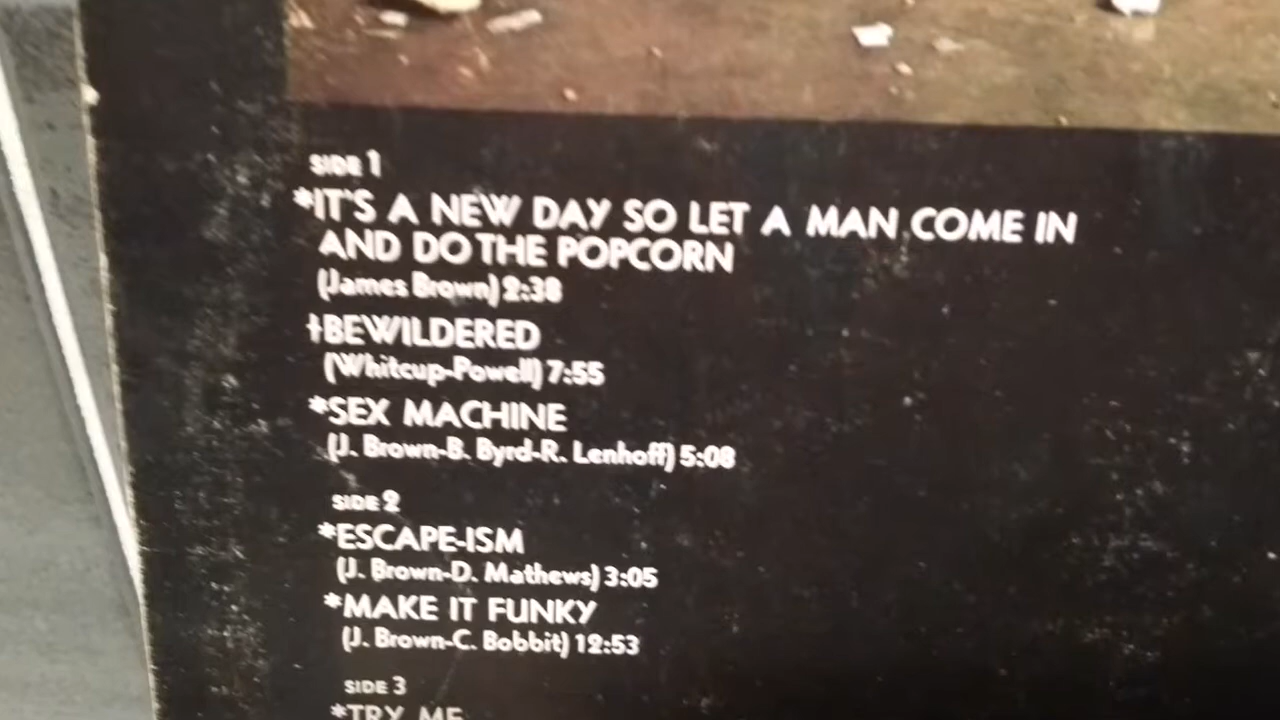 SIDE 1
*IT'S A NEW DAY SO LET A MAN COME IN
AND DO THE POPCORN
(James Brown) 2:38
†BEWILDERED
(Whitcup-Powell) 7:55
*SEX MACHINE
(J. Brown-B. Byrd-R. Lenhoff) 5:08
SIDE 2
*ESCAPE-ISM
(J. Brown-D. Mathews) 3:05
*MAKE IT FUNKY
(J. Brown-C. Bobbit) 12:53
SIDE 3
*TRY ME